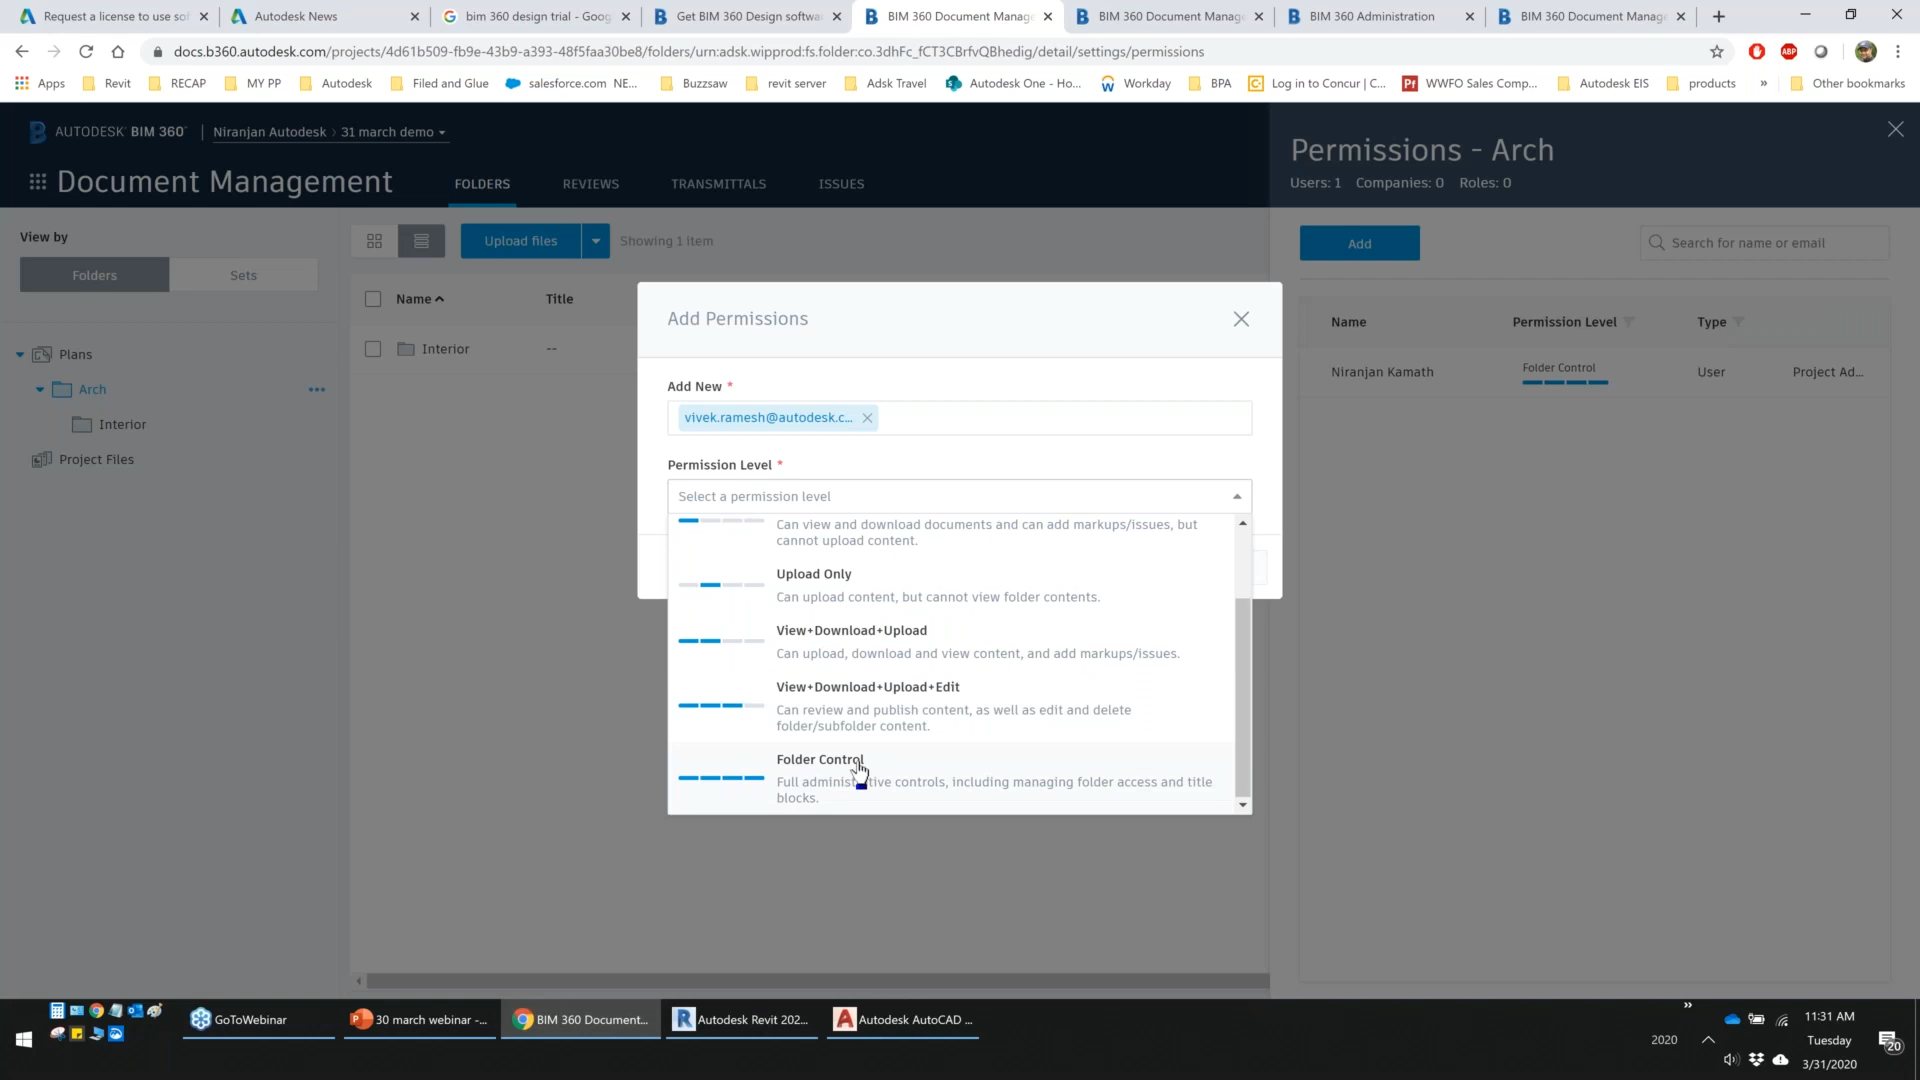 Request a license to use sof
Autodesk News
bim 360 design trial - Goog
Get BIM 360 Design softwa
BIM 360 Document Manage
BIM 360 Document Manage
BIM 360 Administration
BIM 360 Document Manage
docs.b360.autodesk.com/projects/4d61b509-fb9e-43b9-a393-48f5faa30be8/folders/urn:adsk.wipprod:fs.folder:co.3dhFc_fCT3CBrfvQBhedig/detail/settings/permissions
ABP
Apps
Revit
RECAP
MY PP
Autodesk
Filed and Glue
salesforce.com NE...
Buzzsaw
revit server
Adsk Travel
Autodesk One - Ho...
Workday
BPA
Log in to Concur | C...
WWFO Sales Comp...
Autodesk EIS
products
»
Other bookmarks
AUTODESK® BIM 360®
Niranjan Autodesk > 31 march demo
Document Management
FOLDERS
REVIEWS
TRANSMITTALS
ISSUES
Permissions - Arch
Users: 1 Companies: 0 Roles: 0
View by
Folders
Sets
Upload files
Showing 1 item
Add
Search for name or email
Name
Title
Interior
--
Plans
Arch
Interior
Project Files
Name
Permission Level
Type
Niranjan Kamath
Folder Control
User
Project Ad...
Add Permissions
Add New *
vivek.ramesh@autodesk.c...
Permission Level *
Select a permission level
Can view and download documents and can add markups/issues, but
cannot upload content.
Upload Only
Can upload content, but cannot view folder contents.
View+Download+Upload
Can upload, download and view content, and add markups/issues.
View+Download+Upload+Edit
Can review and publish content, as well as edit and delete
folder/subfolder content.
Folder Control
Full administrative controls, including managing folder access and title
blocks.
GoToWebinar
30 march webinar -...
BIM 360 Document...
Autodesk Revit 202...
Autodesk AutoCAD ...
2020
»
11:31 AM
Tuesday
3/31/2020
20